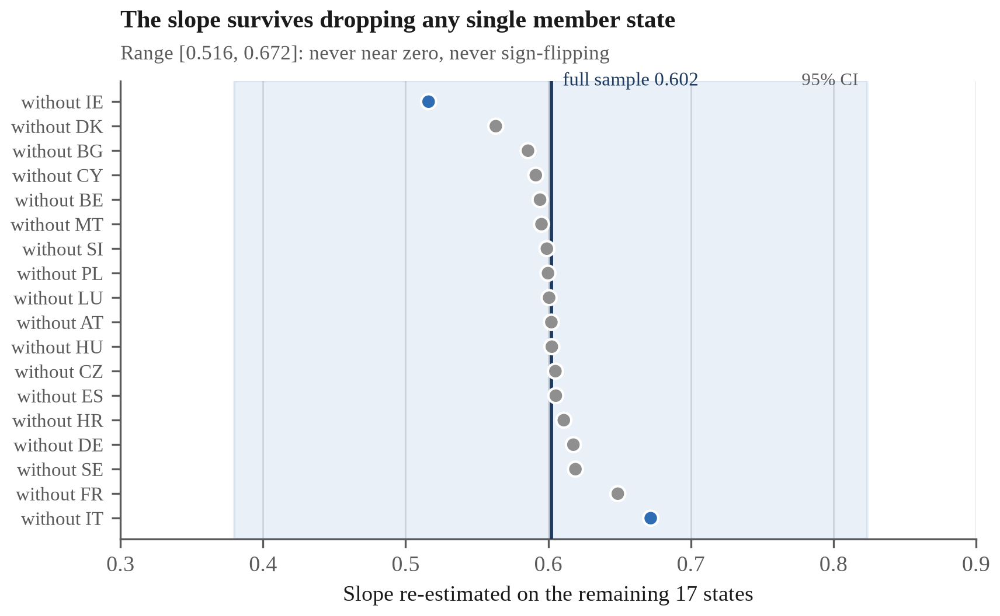 The slope survives dropping any single member state
Range [0.516, 0.672]: never near zero, never sign-flipping
full sample 0.602
95% CI
without IE
without DK
without BG
without CY
without BE
without MT
without SI
without PL
without LU
without AT
without HU
without CZ
without ES
without HR
without DE
without SE
without FR
without IT
0.3 0.4 0.5 0.6 0.7 0.8 0.9
Slope re-estimated on the remaining 17 states